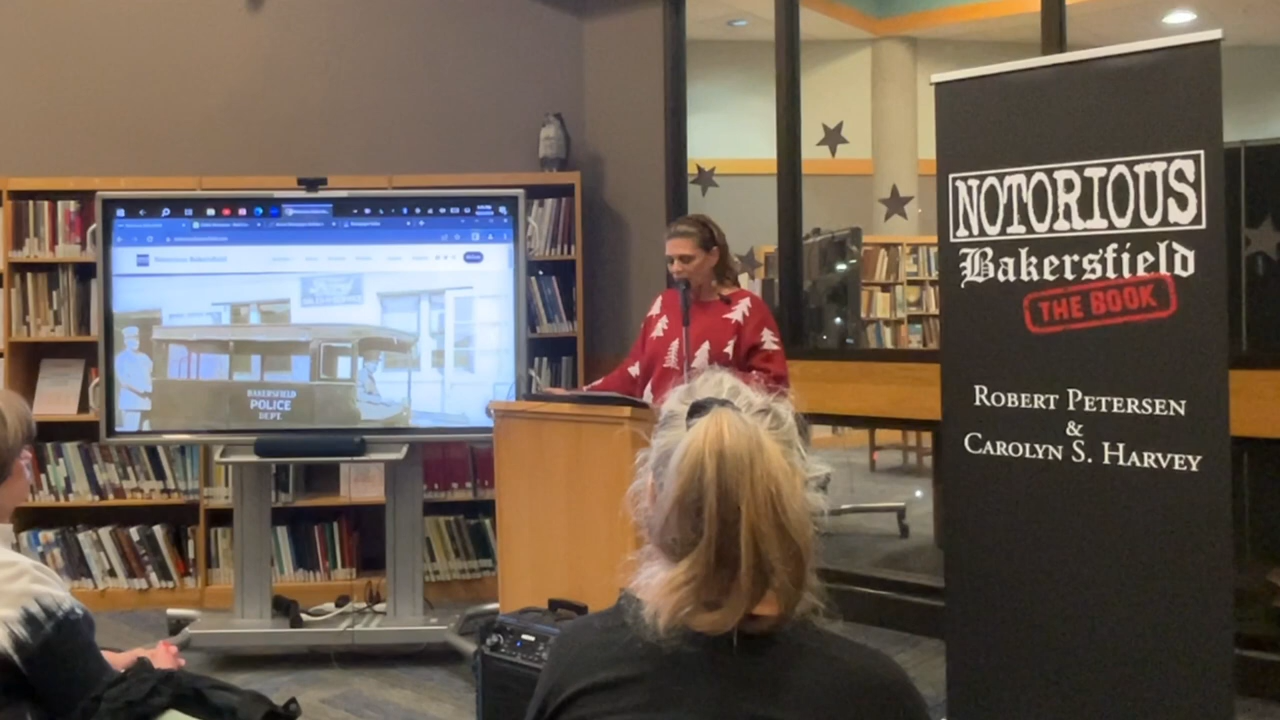 Notorious Bakersfield
BAKERSFIELD
POLICE
DEPT.
NOTORIOUS
Bakersfield
THE BOOK
ROBERT PETERSEN
&
CAROLYN S. HARVEY